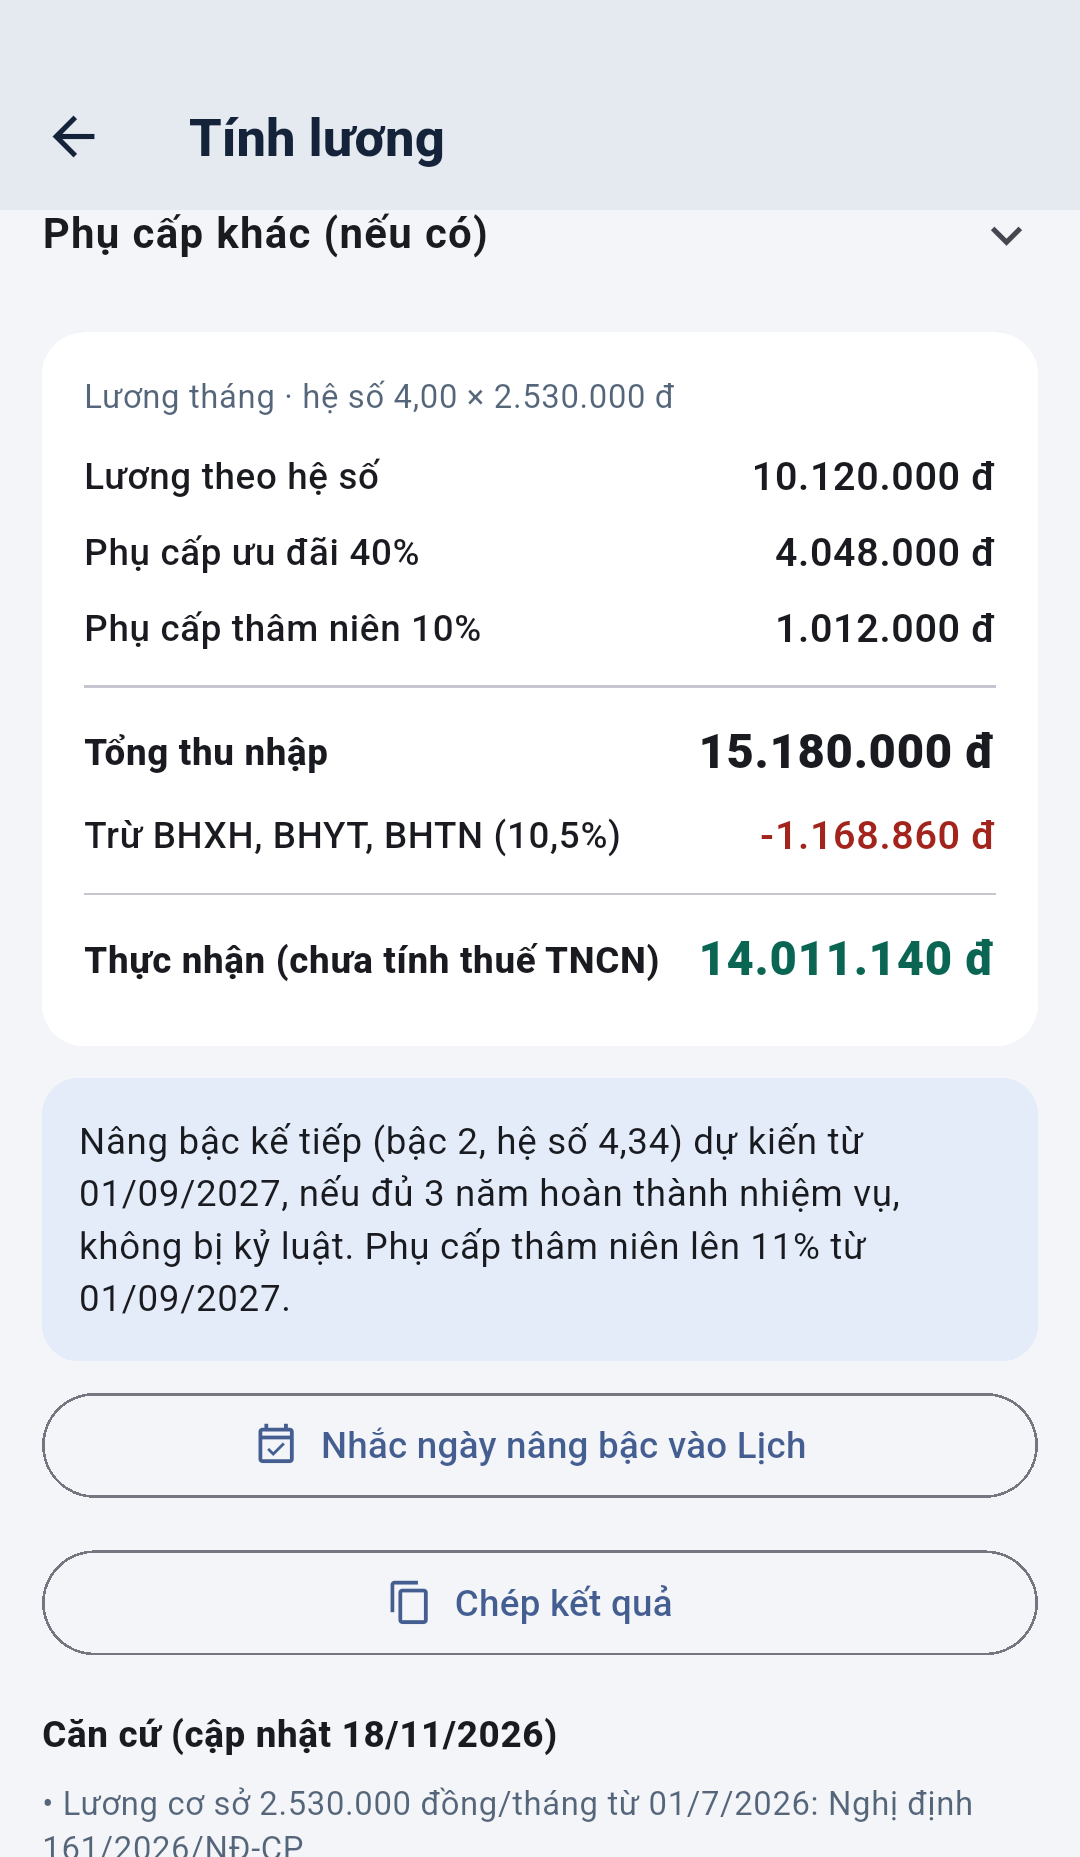 Tính lương
Phụ cấp khác (nếu có)
Lương tháng · hệ số 4,00 × 2.530.000 đ
Lương theo hệ số 10.120.000 đ
Phụ cấp ưu đãi 40% 4.048.000 đ
Phụ cấp thâm niên 10% 1.012.000 đ
Tổng thu nhập 15.180.000 đ
Trừ BHXH, BHYT, BHTN (10,5%) -1.168.860 đ
Thực nhận (chưa tính thuế TNCN) 14.011.140 đ
Nâng bậc kế tiếp (bậc 2, hệ số 4,34) dự kiến từ
01/09/2027, nếu đủ 3 năm hoàn thành nhiệm vụ,
không bị kỷ luật. Phụ cấp thâm niên lên 11% từ
01/09/2027.
Nhắc ngày nâng bậc vào Lịch
Chép kết quả
Căn cứ (cập nhật 18/11/2026)
• Lương cơ sở 2.530.000 đồng/tháng từ 01/7/2026: Nghị định
161/2026/NĐ-CP